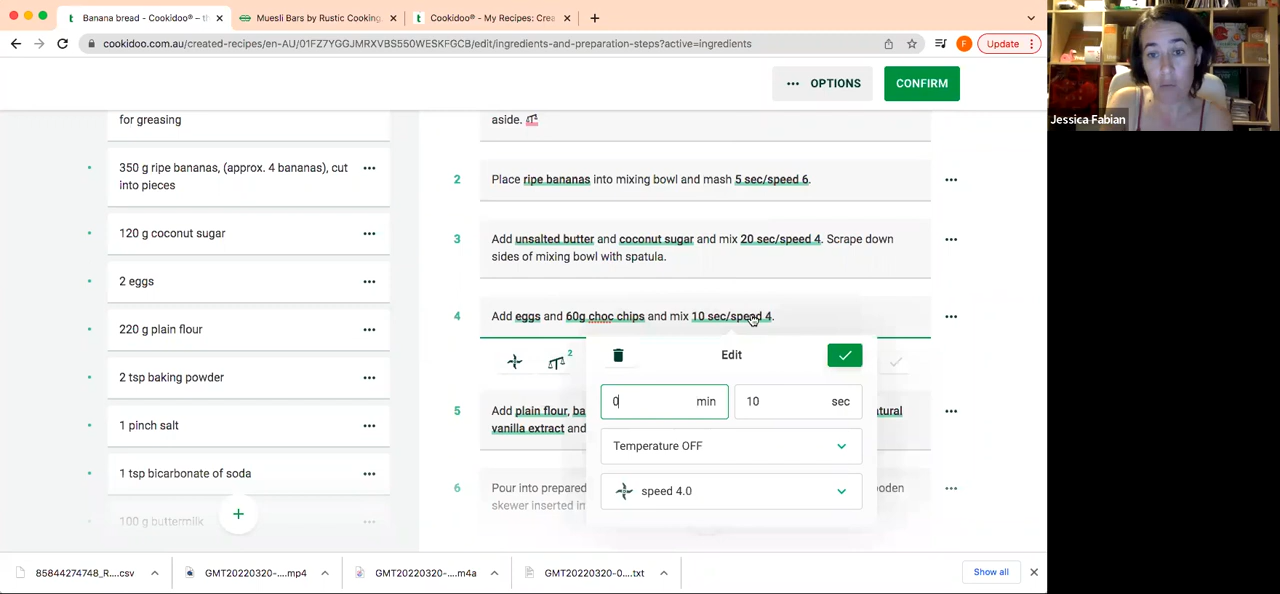 Banana bread - Cookidoo® – th
Muesli Bars by Rustic Cooking.
Cookidoo® - My Recipes: Crea
cookidoo.com.au/created-recipes/en-AU/01FZ7YGGJMRXVBS550WESKFGCB/edit/ingredients-and-preparation-steps?active=ingredients
F
Update
Jessica Fabian
OPTIONS
CONFIRM
for greasing
350 g ripe bananas, (approx. 4 bananas), cut
into pieces
120 g coconut sugar
2 eggs
220 g plain flour
2 tsp baking powder
1 pinch salt
1 tsp bicarbonate of soda
100 g buttermilk
aside.
2 Place ripe bananas into mixing bowl and mash 5 sec/speed 6.
3 Add unsalted butter and coconut sugar and mix 20 sec/speed 4. Scrape down
sides of mixing bowl with spatula.
4 Add eggs and 60g choc chips and mix 10 sec/speed 4.
2
Edit
0 min 10 sec
Temperature OFF
speed 4.0
5 Add plain flour, ba atural
vanilla extract and
6 Pour into prepared ooden
skewer inserted in
85844274748_R....csv
GMT20220320-....mp4
GMT20220320-....m4a
GMT20220320-0....txt
Show all